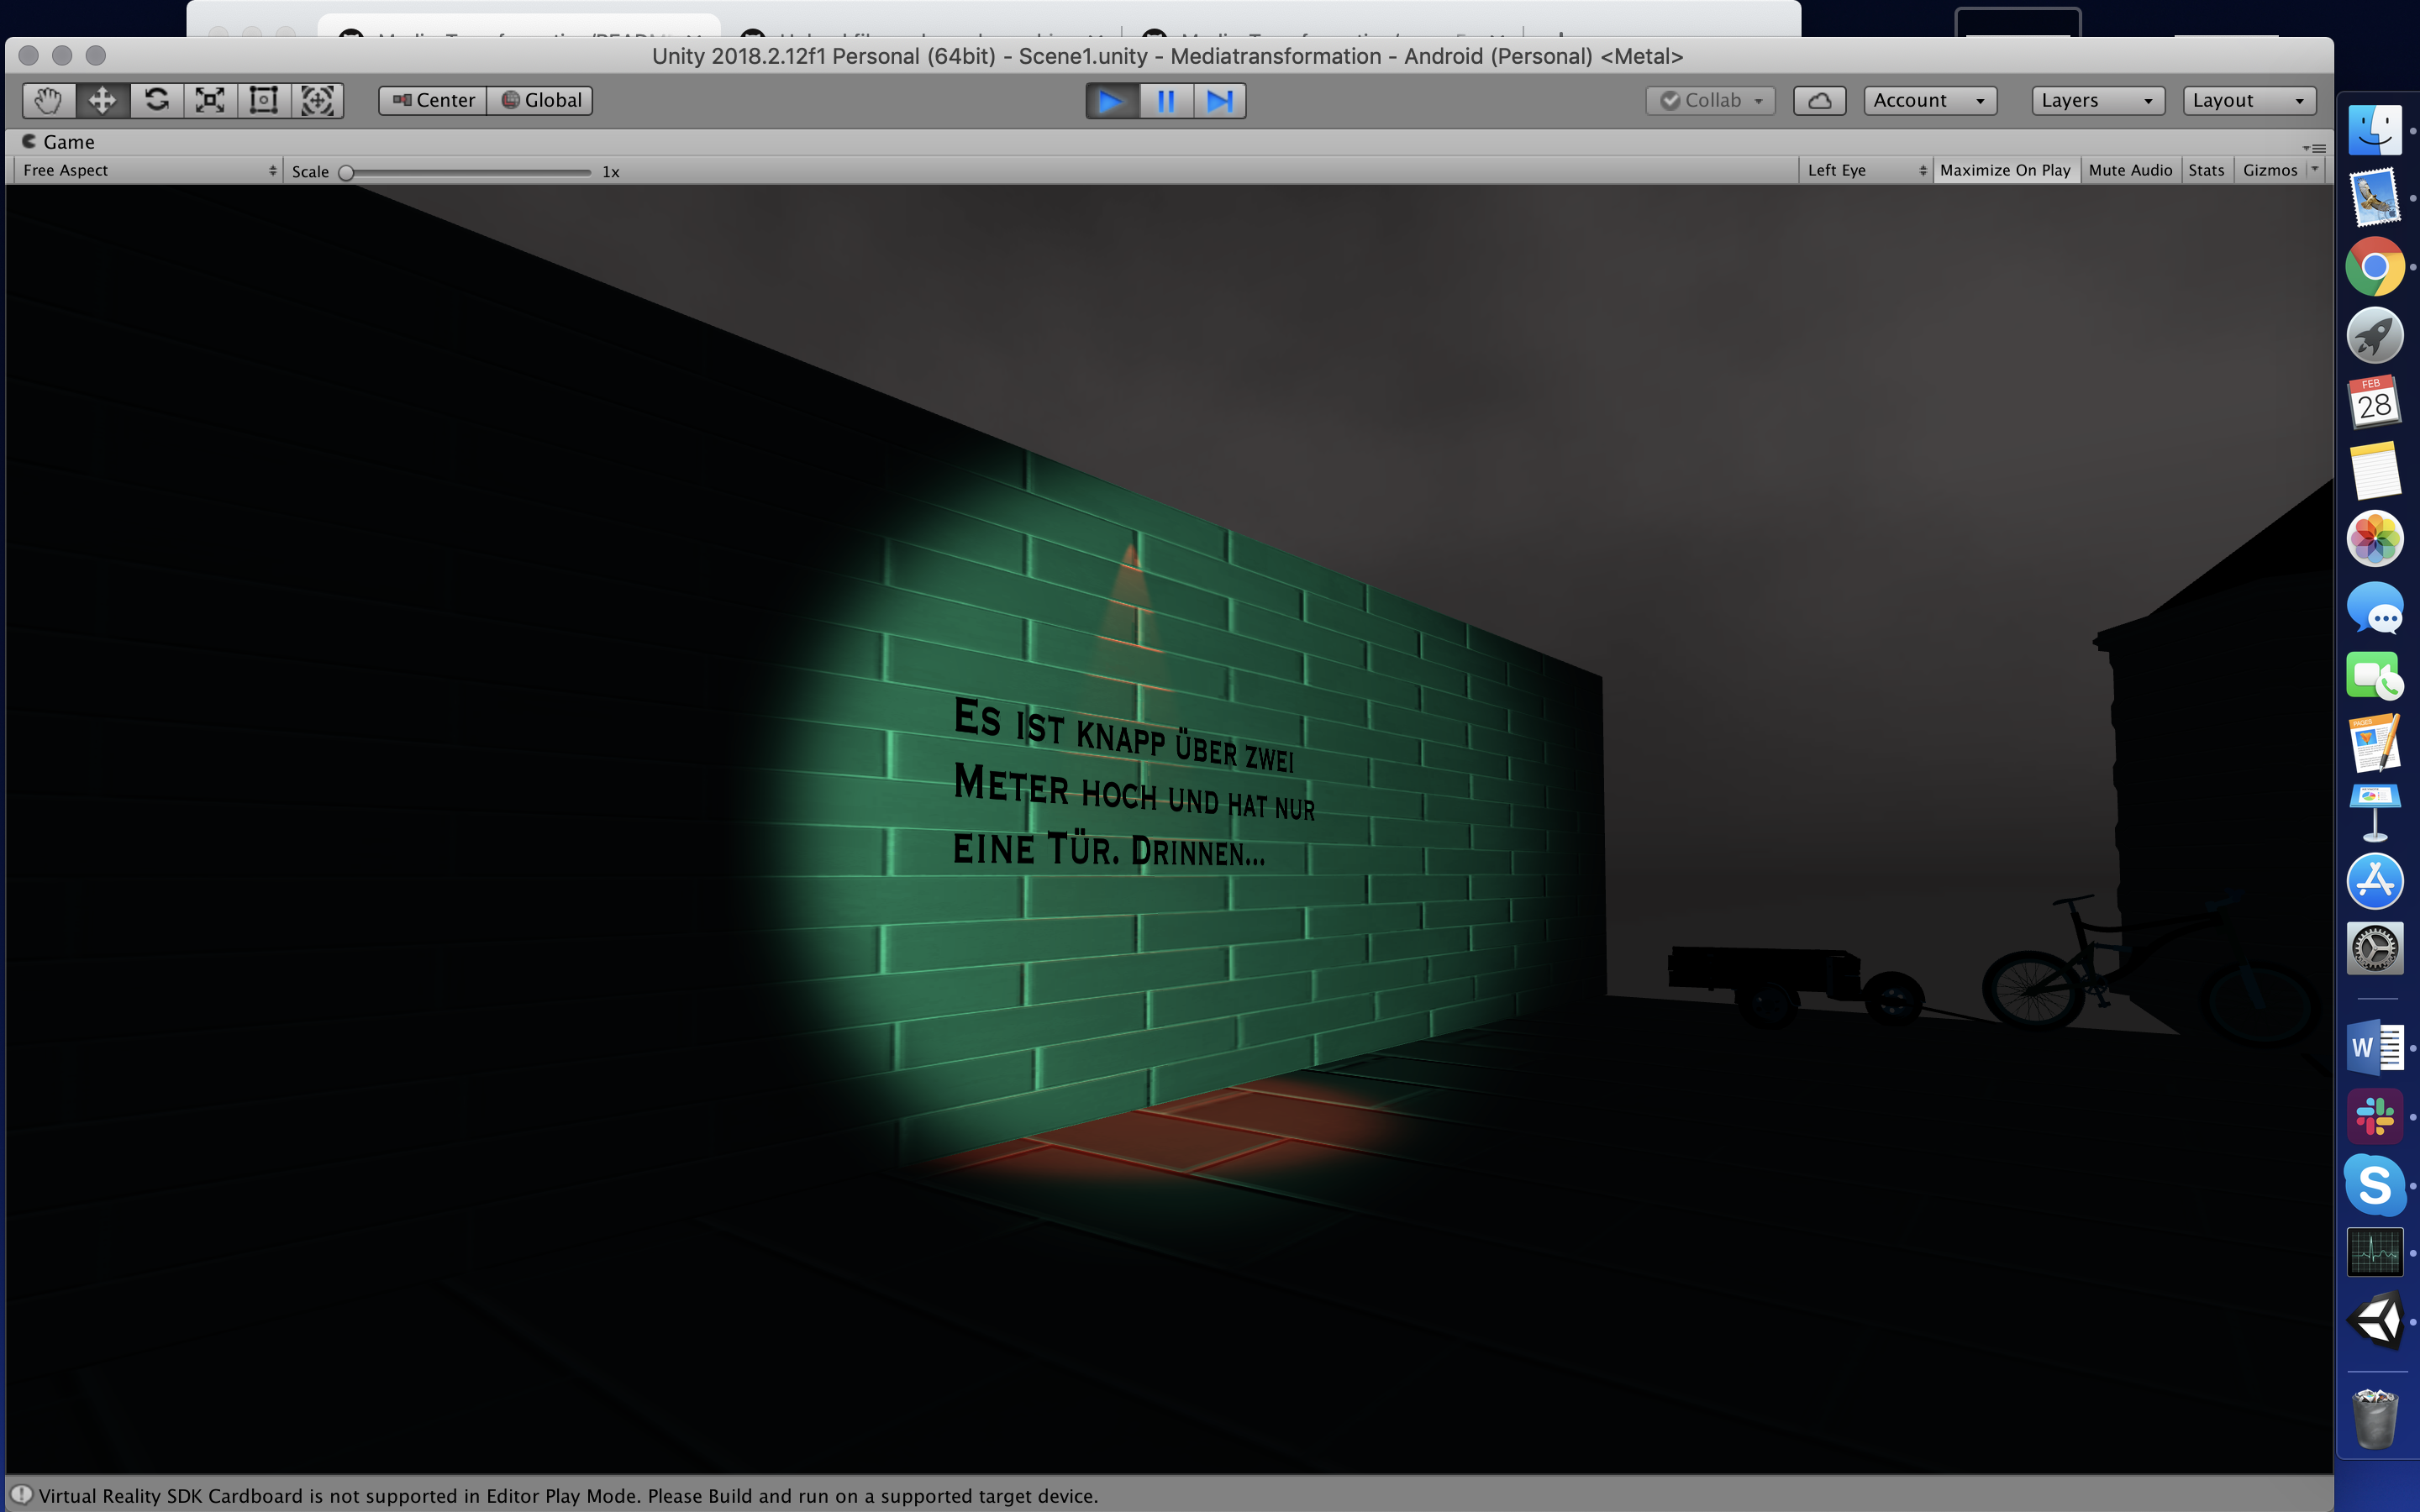 Unity 2018.2.12f1 Personal (64bit) - Scene1.unity - Mediatransformation - Android (Personal) <Metal>
Center Global Collab Account Layers Layout
Game
Free Aspect Scale 1x Left Eye Maximize On Play Mute Audio Stats Gizmos
FEB
28
ES IST KNAPP ÜBER ZWEI
METER HOCH UND HAT NUR
EINE TÜR. DRINNEN...
PAGES
W
S
Virtual Reality SDK Cardboard is not supported in Editor Play Mode. Please Build and run on a supported target device.